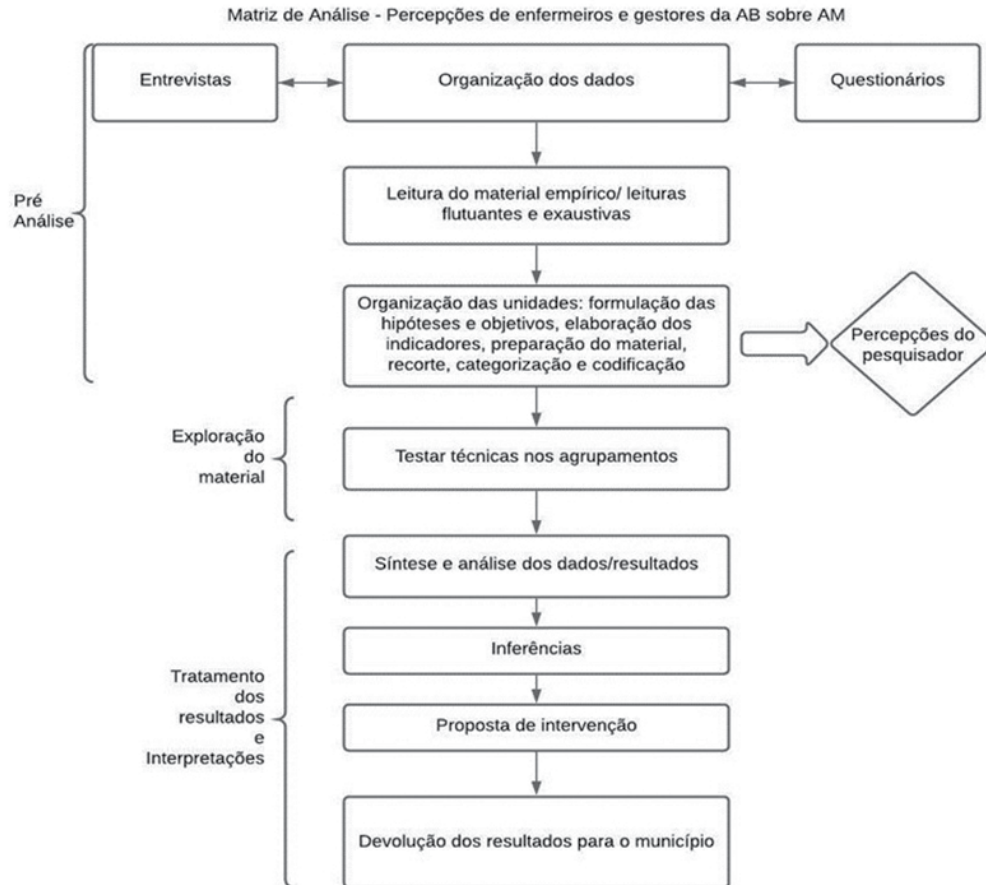 Matriz de Análise - Percepções de enfermeiros e gestores da AB sobre AM
Entrevistas
Organização dos dados
Questionários
Pré
Análise
Leitura do material empírico/ leituras
flutuantes e exaustivas
Organização das unidades: formulação das
hipóteses e objetivos, elaboração dos
indicadores, preparação do material,
recorte, categorização e codificação
Percepções do
pesquisador
Exploração
do
material
Testar técnicas nos agrupamentos
Síntese e análise dos dados/resultados
Inferências
Tratamento
dos
resultados
e
Interpretações
Proposta de intervenção
Devolução dos resultados para o município